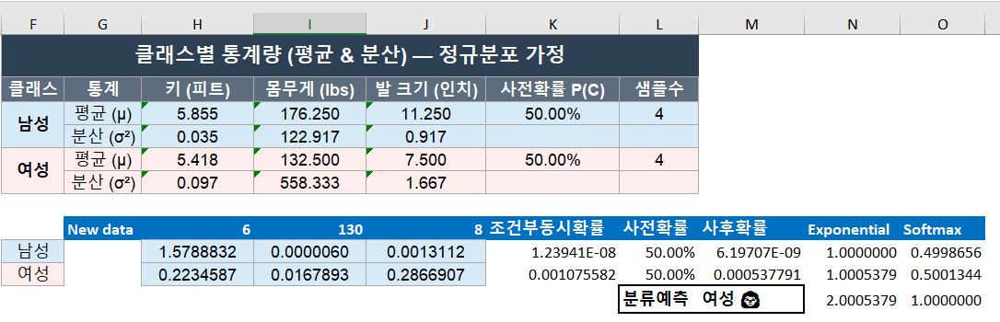 F G H I J K L M N O
클래스별 통계량 (평균 & 분산) — 정규분포 가정
클래스 통계 키 (피트) 몸무게 (lbs) 발 크기 (인치) 사전확률 P(C) 샘플수
남성 평균 (μ) 5.855 176.250 11.250 50.00% 4
분산 (σ²) 0.035 122.917 0.917
여성 평균 (μ) 5.418 132.500 7.500 50.00% 4
분산 (σ²) 0.097 558.333 1.667
New data 6 130 8 조건부동시확률 사전확률 사후확률 Exponential Softmax
남성 1.5788832 0.0000060 0.0013112 1.23941E-08 50.00% 6.19707E-09 1.0000000 0.4998656
여성 0.2234587 0.0167893 0.2866907 0.001075582 50.00% 0.000537791 1.0005379 0.5001344
분류예측 여성 2.0005379 1.0000000